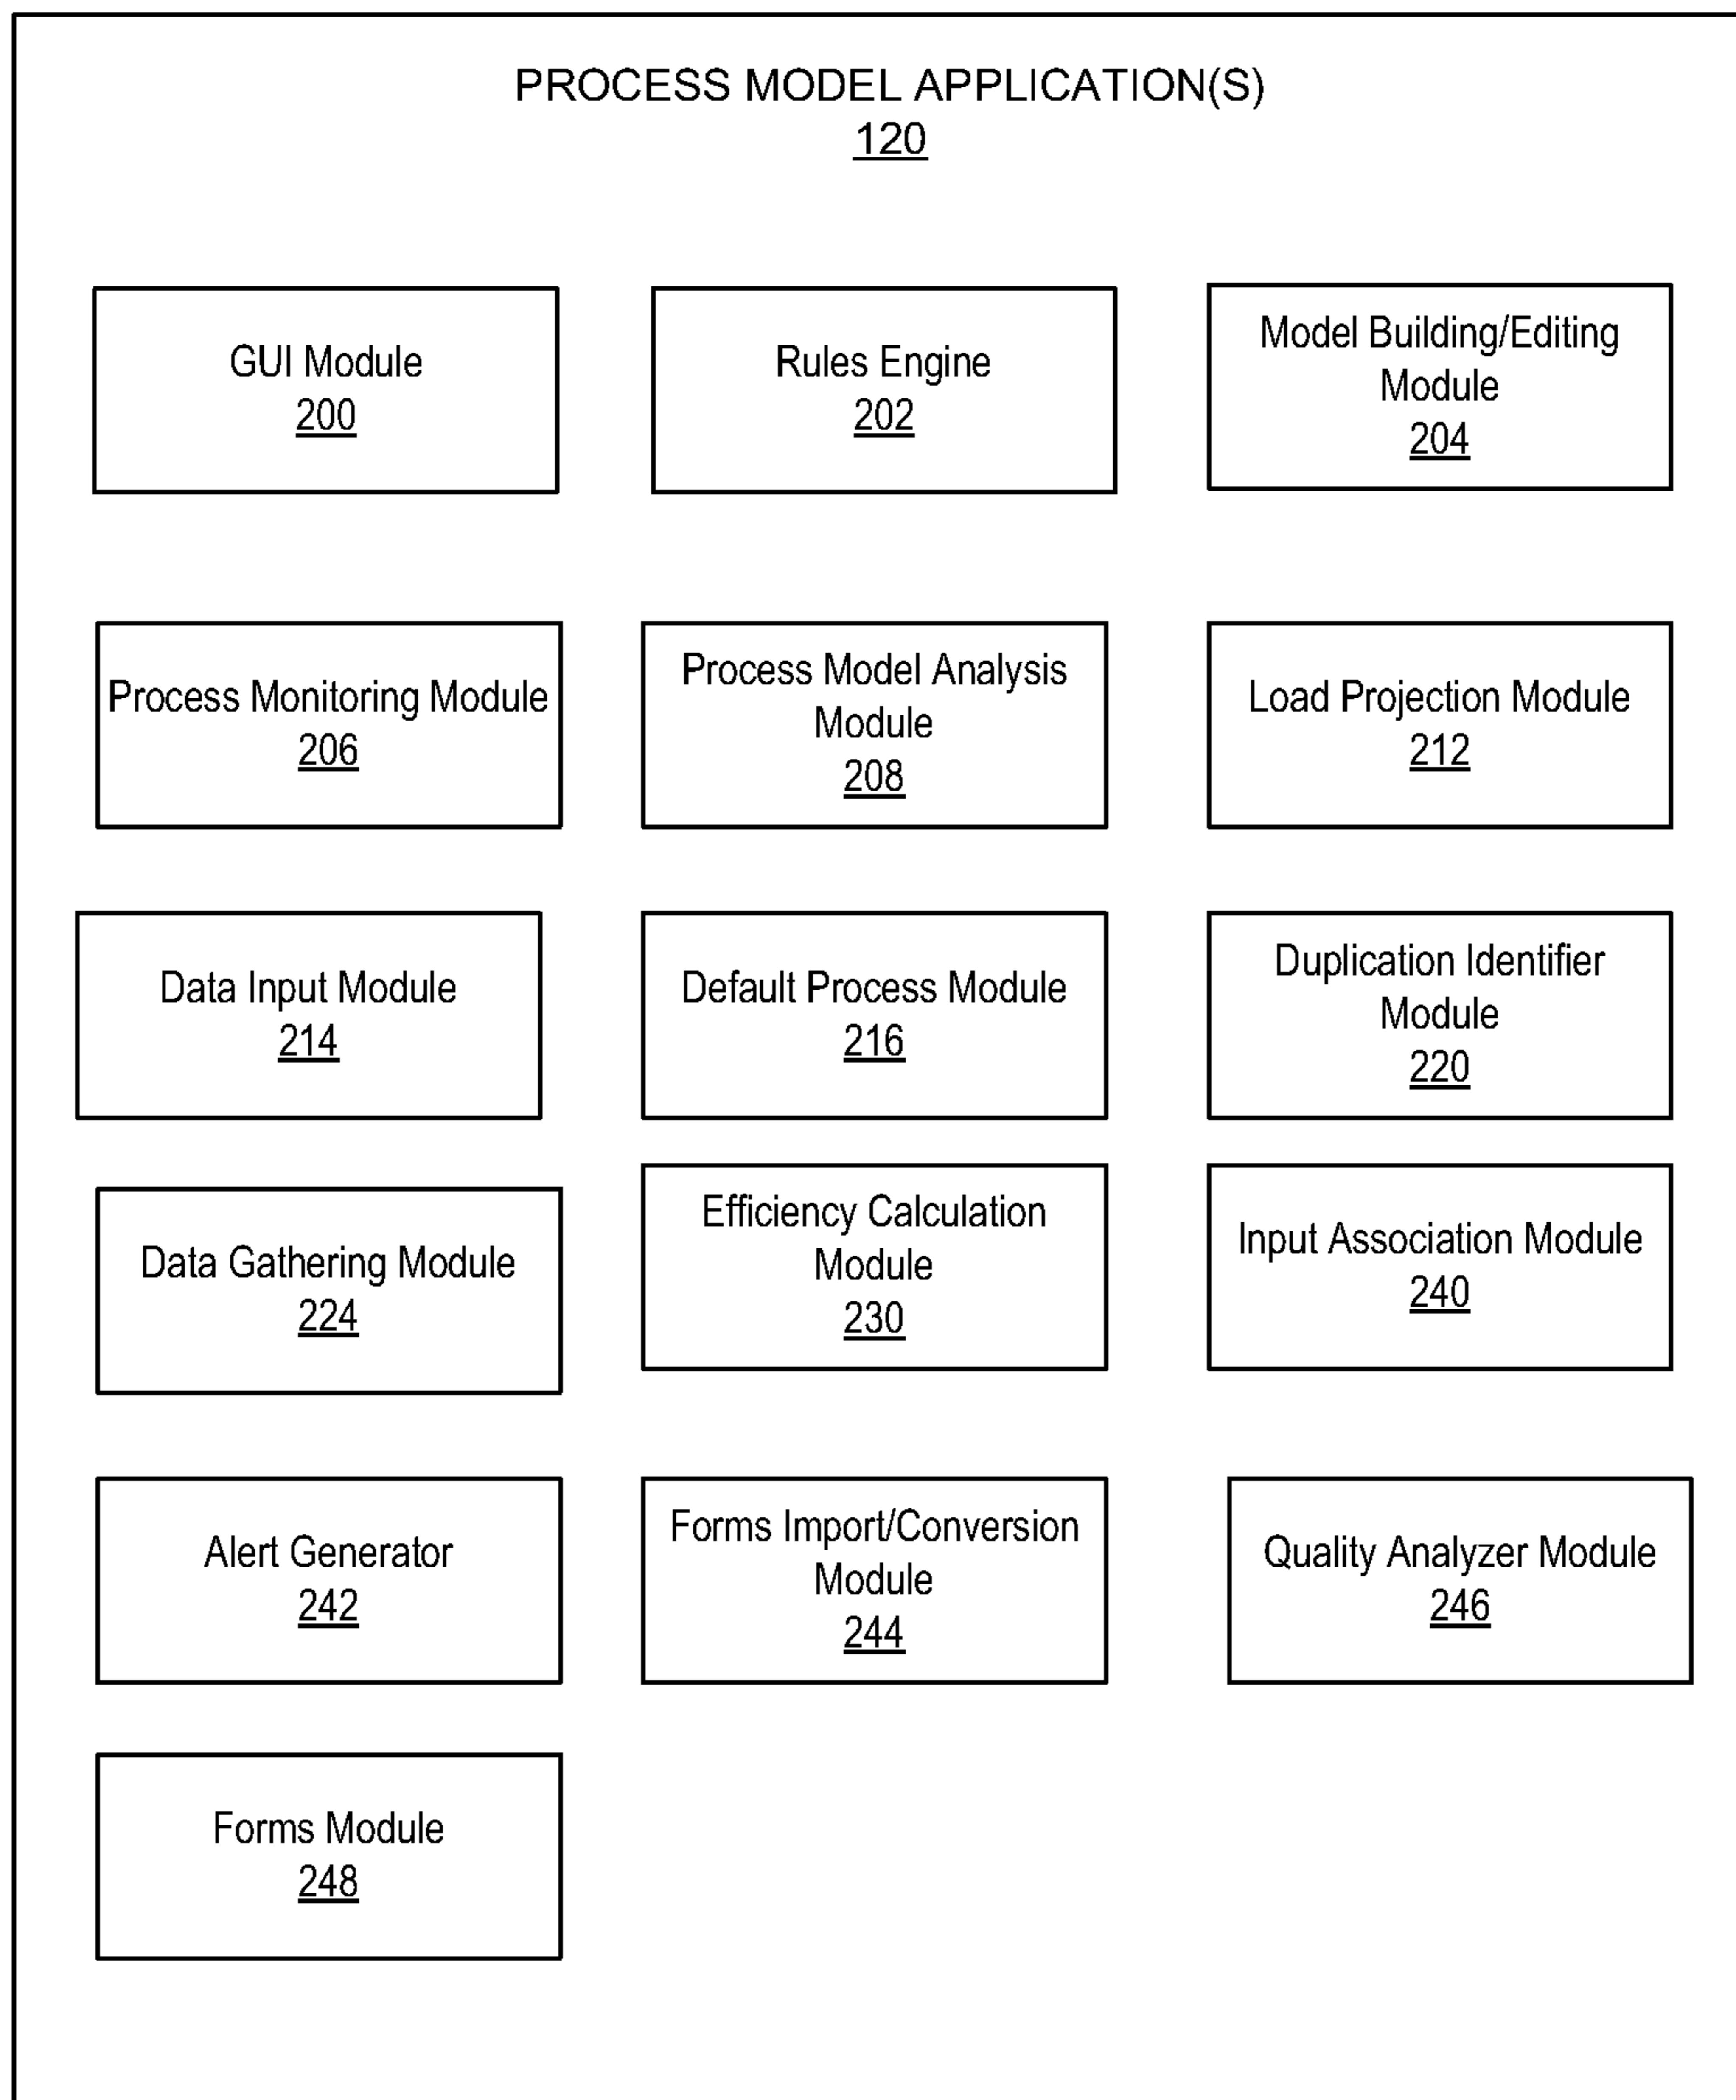 PROCESS MODEL APPLICATION(S)
120
GUI Module
200
Rules Engine
202
Model Building/Editing
Module
204
Process Monitoring Module
206
Process Model Analysis
Module
208
Load Projection Module
212
Data Input Module
214
Default Process Module
216
Duplication Identifier
Module
220
Data Gathering Module
224
Efficiency Calculation
Module
230
Input Association Module
240
Alert Generator
242
Forms Import/Conversion
Module
244
Quality Analyzer Module
246
Forms Module
248